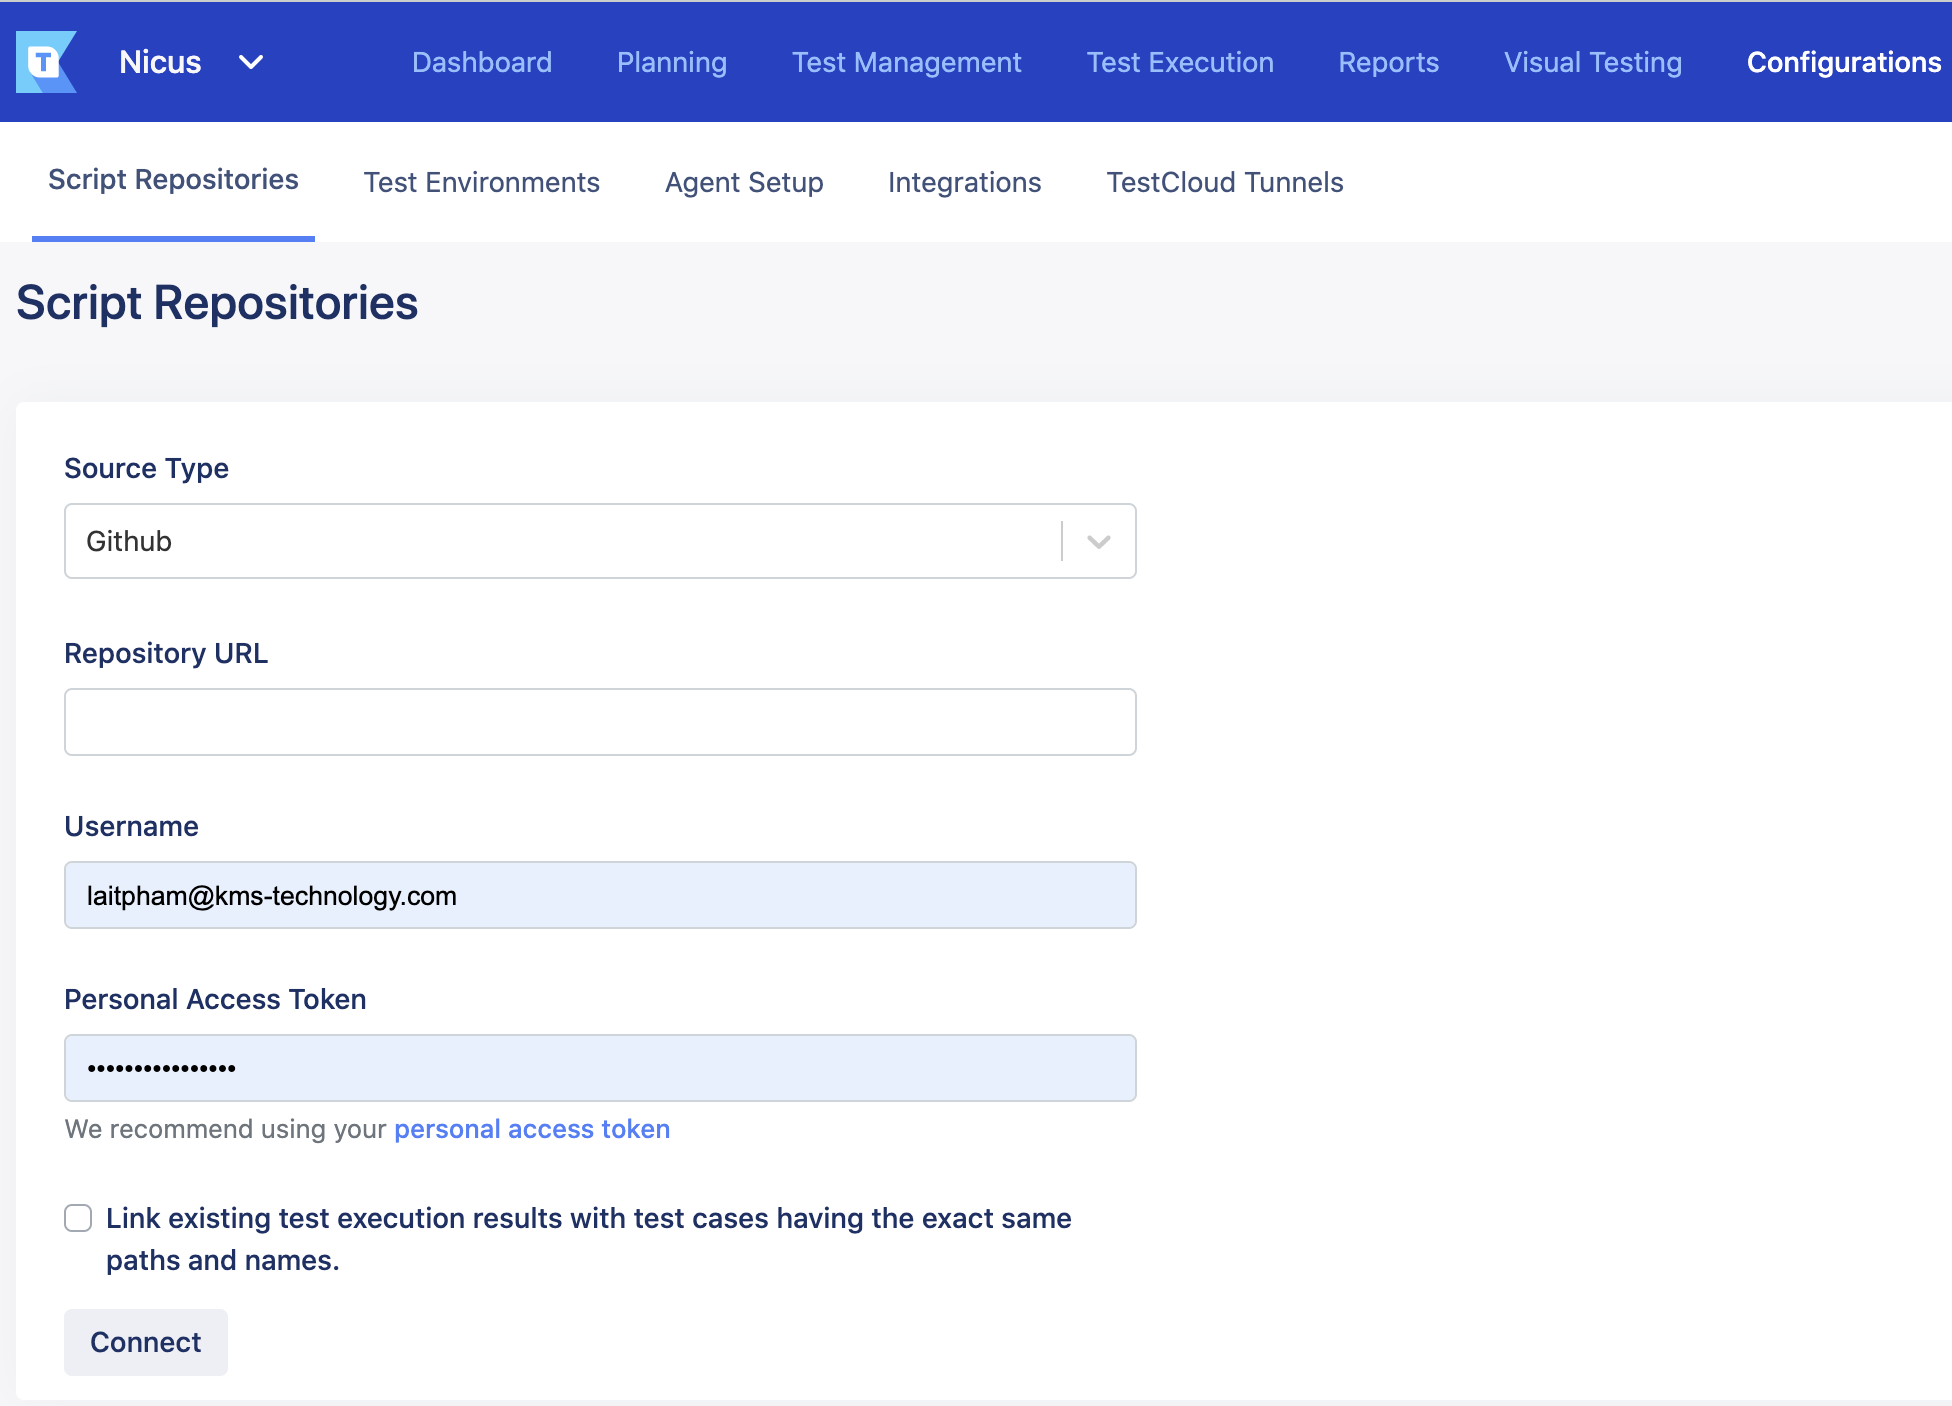 T
Nicus
Dashboard
Planning
Test Management
Test Execution
Reports
Visual Testing
Configurations
Script Repositories
Test Environments
Agent Setup
Integrations
TestCloud Tunnels
Script Repositories
Source Type
Github
Repository URL
Username
laitpham@kms-technology.com
Personal Access Token
••••••••••••••••
We recommend using your personal access token
Link existing test execution results with test cases having the exact same
paths and names.
Connect